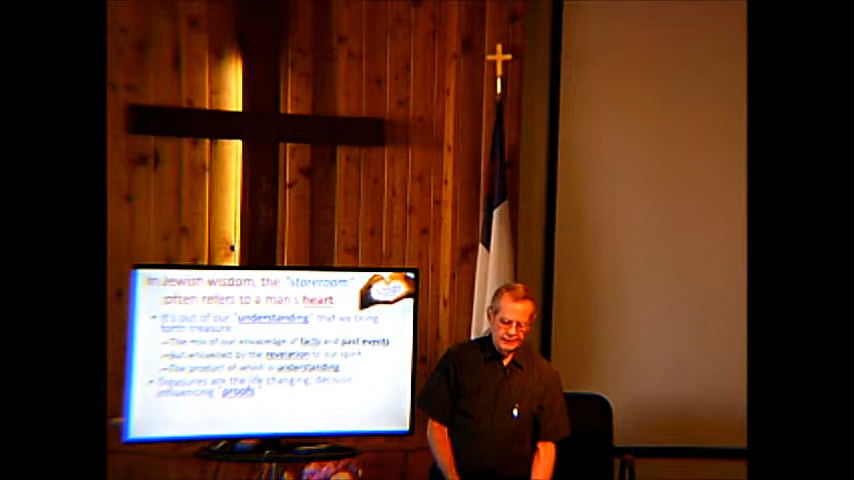 In Jewish wisdom, the "storeroom"
often refers to a man's heart
• It's out of our "understanding" that we bring
forth treasure.
– The mix of our knowledge of facts and past events
– But enlivened by the revelation to our spirit
– The product of which is understanding
• Treasures are the life changing, decision
influencing "proofs"